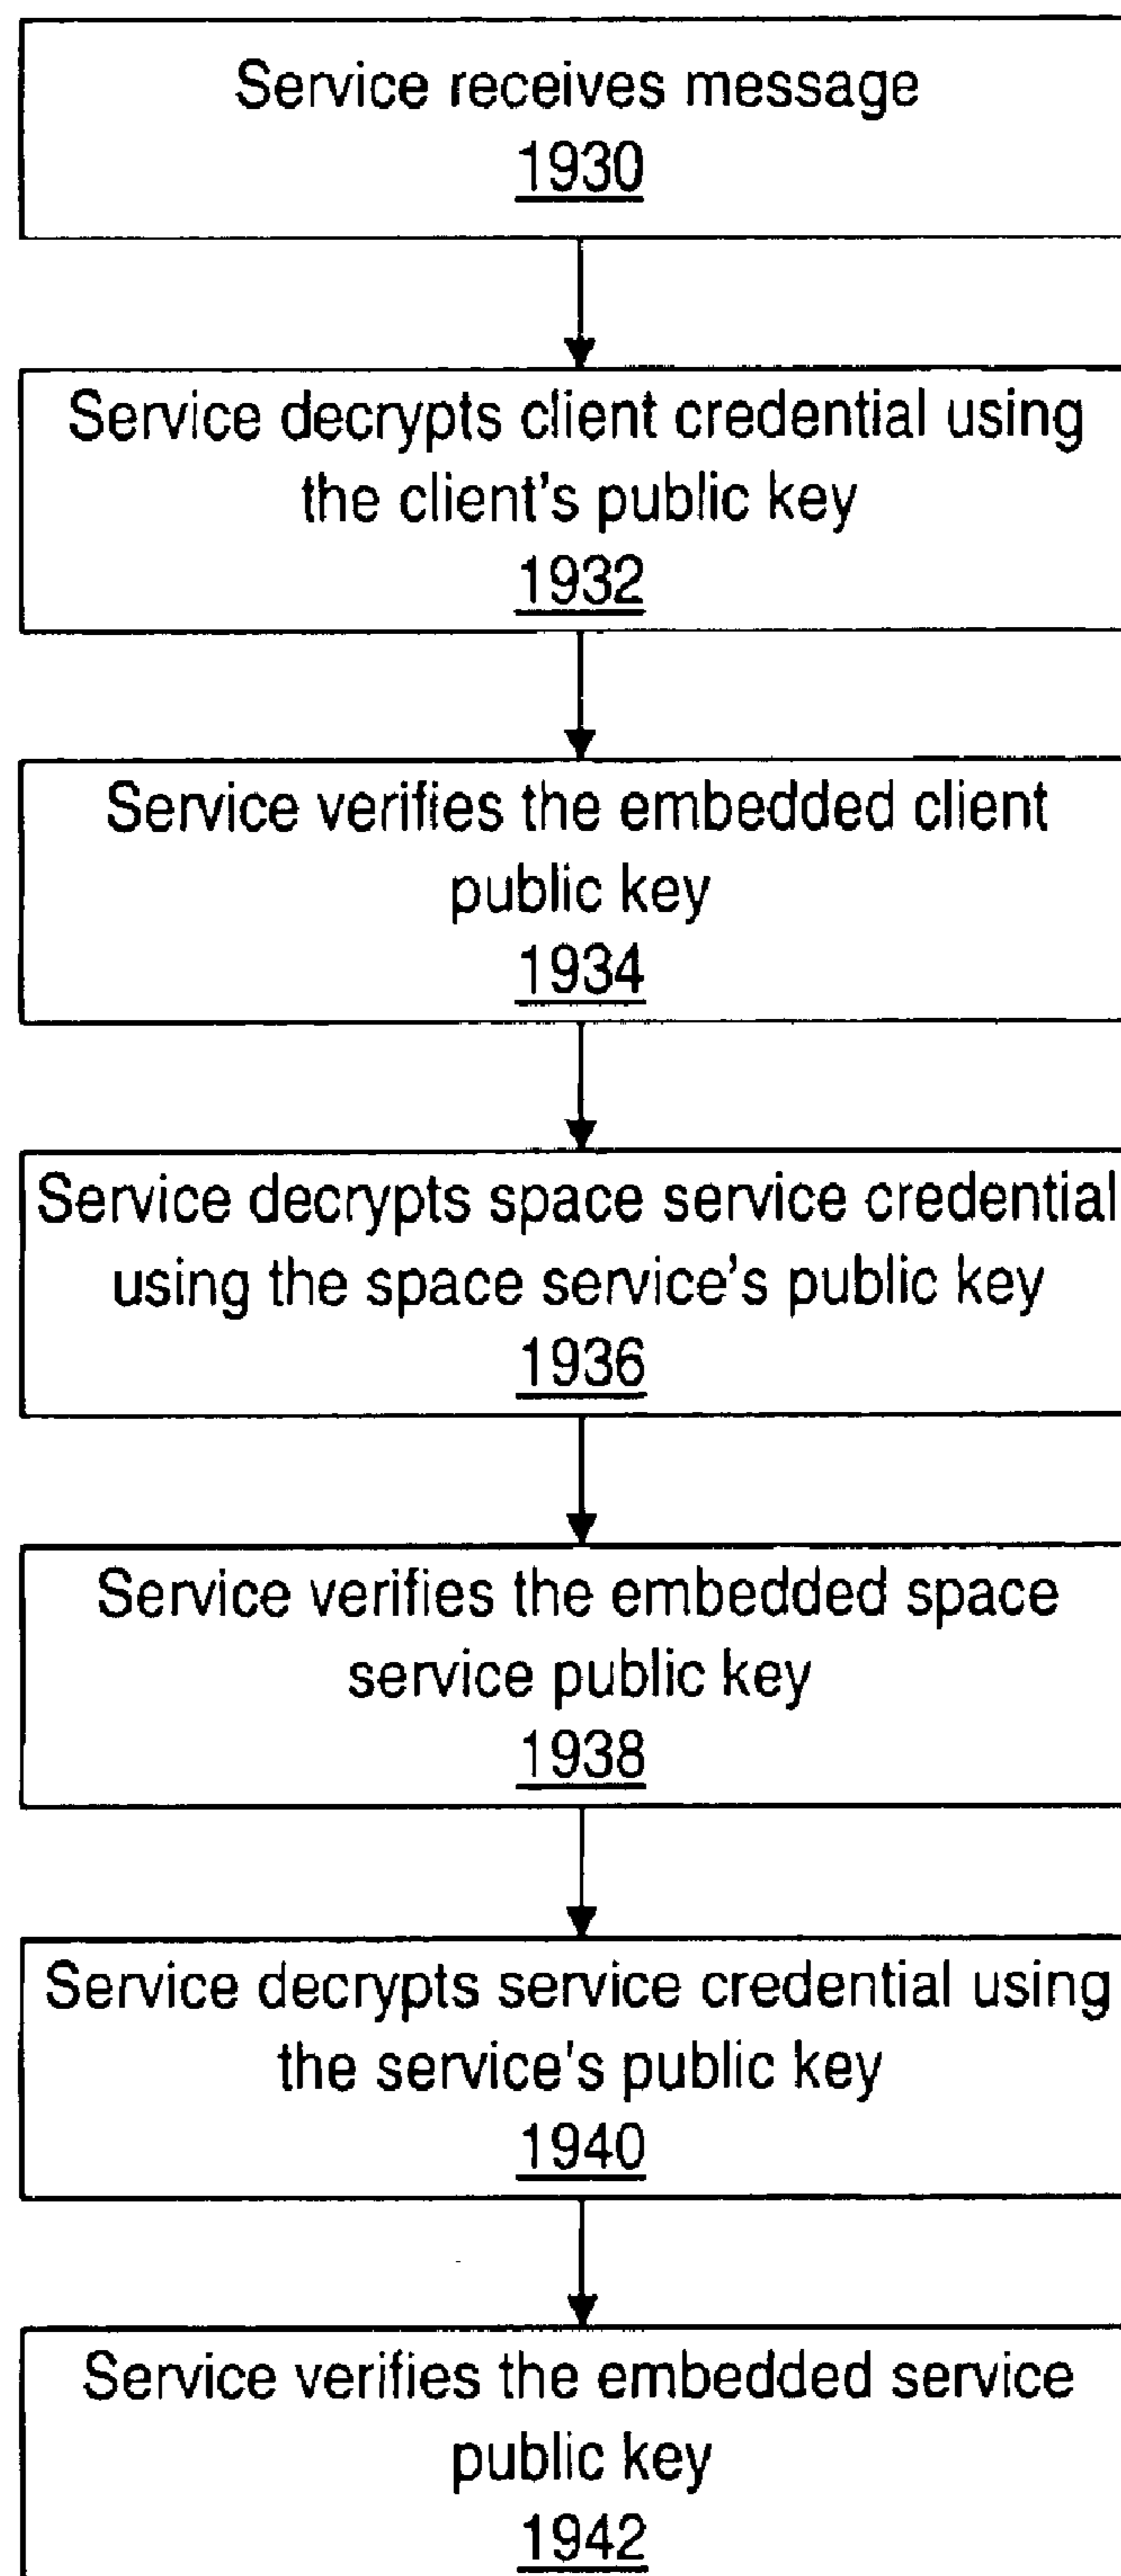 Service receives message
1930
Service decrypts client credential using
the client's public key
1932
Service verifies the embedded client
public key
1934
Service decrypts space service credential
using the space service's public key
1936
Service verifies the embedded space
service public key
1938
Service decrypts service credential using
the service's public key
1940
Service verifies the embedded service
public key
1942